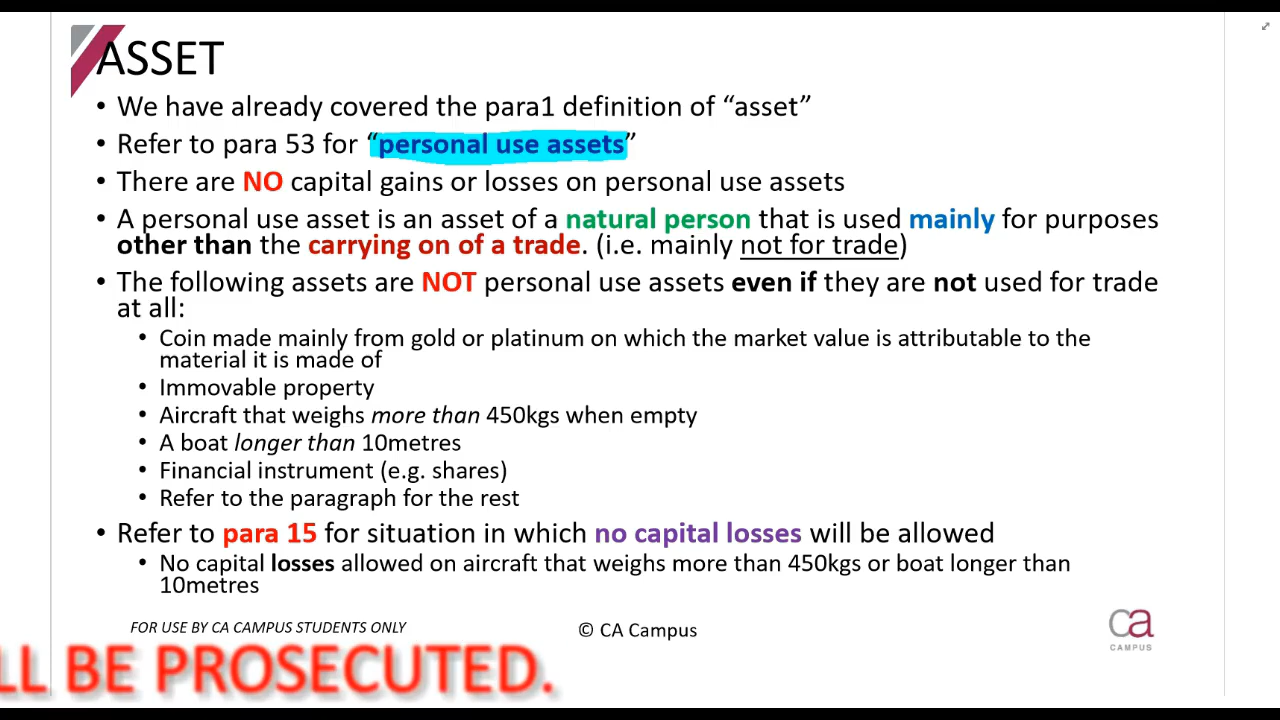 ASSET
• We have already covered the para1 definition of “asset”
• Refer to para 53 for “personal use assets”
• There are NO capital gains or losses on personal use assets
• A personal use asset is an asset of a natural person that is used mainly for purposes
other than the carrying on of a trade. (i.e. mainly not for trade)
• The following assets are NOT personal use assets even if they are not used for trade
at all:
• Coin made mainly from gold or platinum on which the market value is attributable to the
material it is made of
• Immovable property
• Aircraft that weighs more than 450kgs when empty
• A boat longer than 10metres
• Financial instrument (e.g. shares)
• Refer to the paragraph for the rest
• Refer to para 15 for situation in which no capital losses will be allowed
• No capital losses allowed on aircraft that weighs more than 450kgs or boat longer than
10metres
FOR USE BY CA CAMPUS STUDENTS ONLY
© CA Campus
ca
CAMPUS
LL BE PROSECUTED.